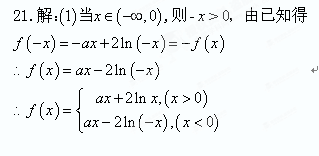 21.解:(1)当x∈(-∞,0),则-x>0, 由已知得
f(-x)=-ax+2ln(-x)=-f(x)
∴ f(x)=ax-2ln(-x)
∴ f(x)={ax+2ln x,(x>0)
ax-2ln(-x),(x<0)